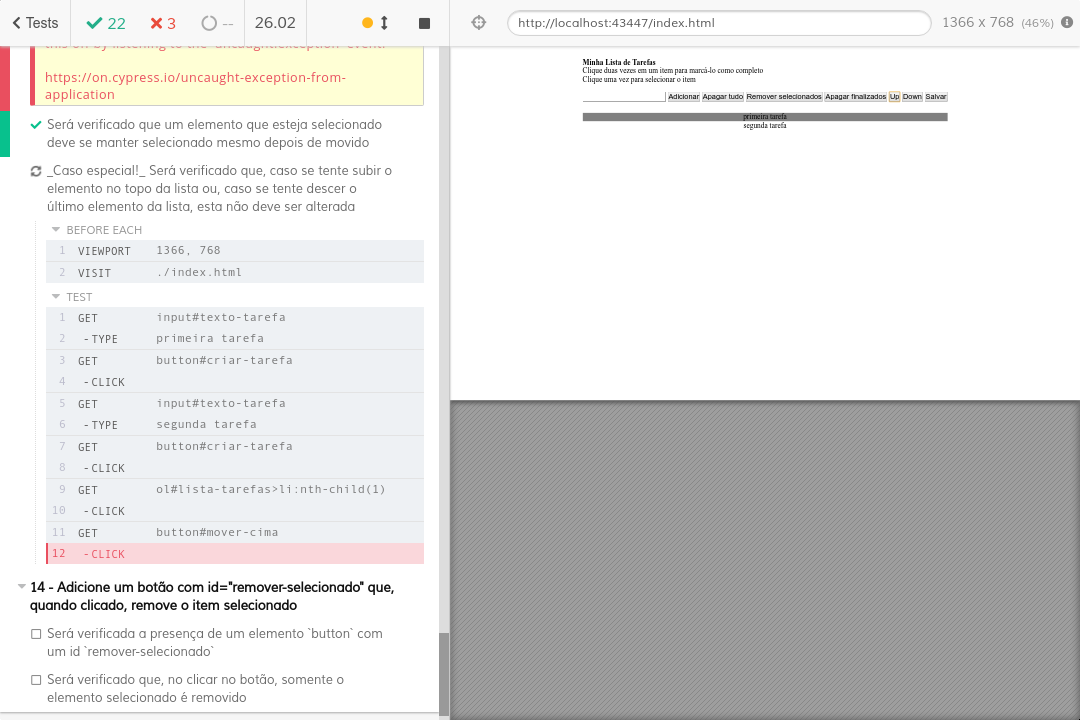 Tests
22
3
--
26.02
http://localhost:43447/index.html
1366 x 768 (46%)
this off by listening to the 'uncaught:exception' event.
https://on.cypress.io/uncaught-exception-from-
application
Será verificado que um elemento que esteja selecionado
deve se manter selecionado mesmo depois de movido
_Caso especial!_ Será verificado que, caso se tente subir o
elemento no topo da lista ou, caso se tente descer o
último elemento da lista, esta não deve ser alterada
BEFORE EACH
1 VIEWPORT 1366, 768
2 VISIT ./index.html
TEST
1 GET input#texto-tarefa
2 -TYPE primeira tarefa
3 GET button#criar-tarefa
4 -CLICK
5 GET input#texto-tarefa
6 -TYPE segunda tarefa
7 GET button#criar-tarefa
8 -CLICK
9 GET ol#lista-tarefas>li:nth-child(1)
10 -CLICK
11 GET button#mover-cima
12 -CLICK
14 - Adicione um botão com id="remover-selecionado" que,
quando clicado, remove o item selecionado
Será verificada a presença de um elemento `button` com
um id `remover-selecionado`
Será verificado que, no clicar no botão, somente o
elemento selecionado é removido
Minha Lista de Tarefas
Clique duas vezes em um item para marcá-lo como completo
Clique uma vez para selecionar o item
Adicionar Apagar tudo Remover selecionados Apagar finalizados Up Down Salvar
primeira tarefa
segunda tarefa